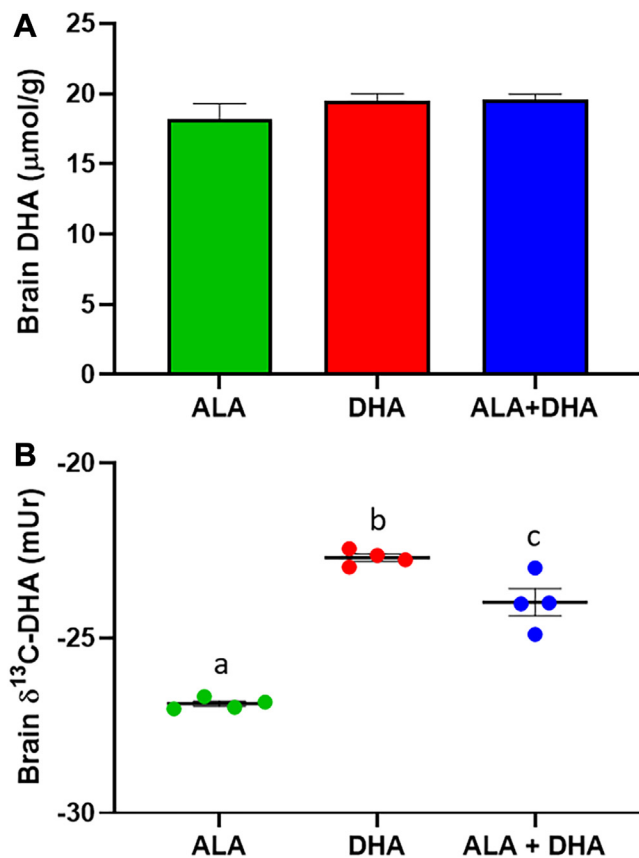 A
Brain DHA (μmol/g)
25
20
15
10
5
0
ALA DHA ALA+DHA
B
Brain δ¹³C-DHA (mUr)
-20
-25
-30
a
b
c
ALA DHA ALA + DHA